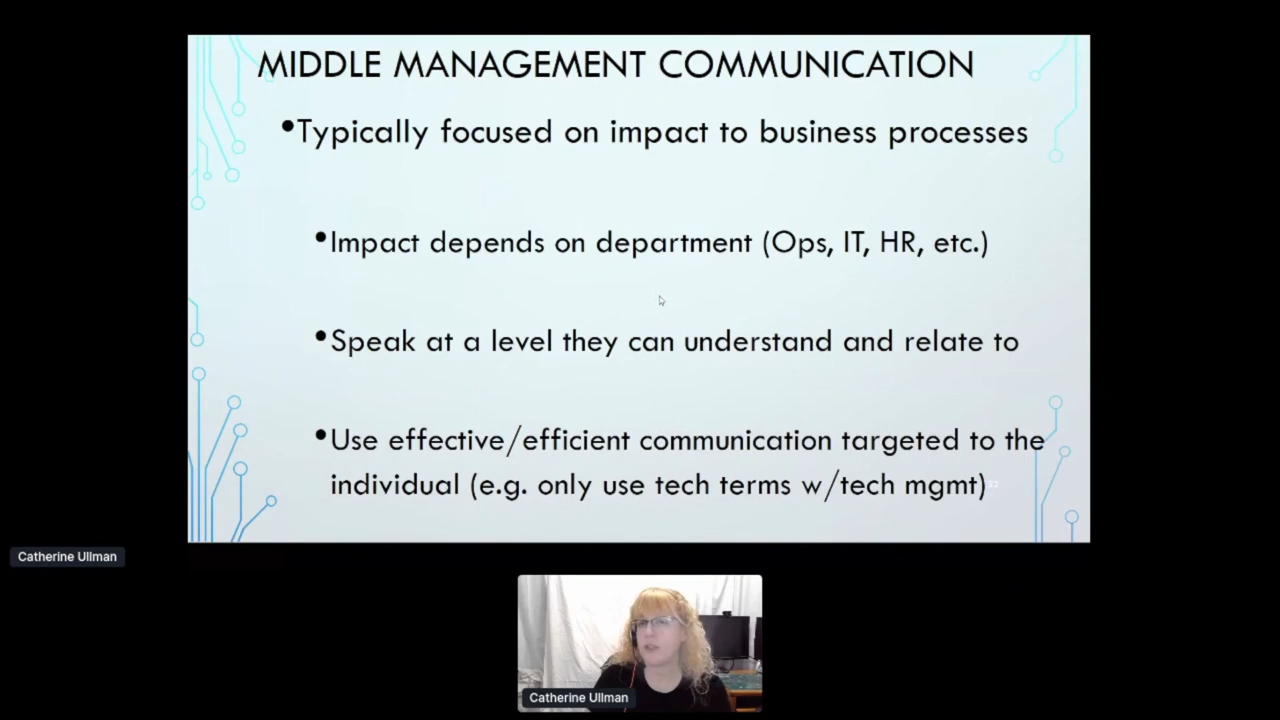 MIDDLE MANAGEMENT COMMUNICATION
•Typically focused on impact to business processes
•Impact depends on department (Ops, IT, HR, etc.)
•Speak at a level they can understand and relate to
•Use effective/efficient communication targeted to the
individual (e.g. only use tech terms w/tech mgmt)
Catherine Ullman
Catherine Ullman